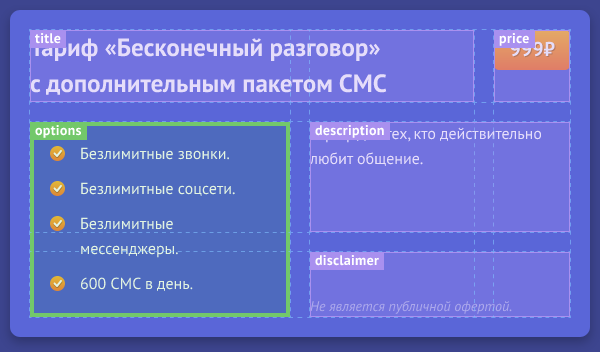 title
Тариф «Бесконечный разговор»
с дополнительным пакетом СМС
price
999₽
options
Безлимитные звонки.
Безлимитные соцсети.
Безлимитные
мессенджеры.
600 СМС в день.
description
тех, кто действительно
любит общение.
disclaimer
Не является публичной офертой.